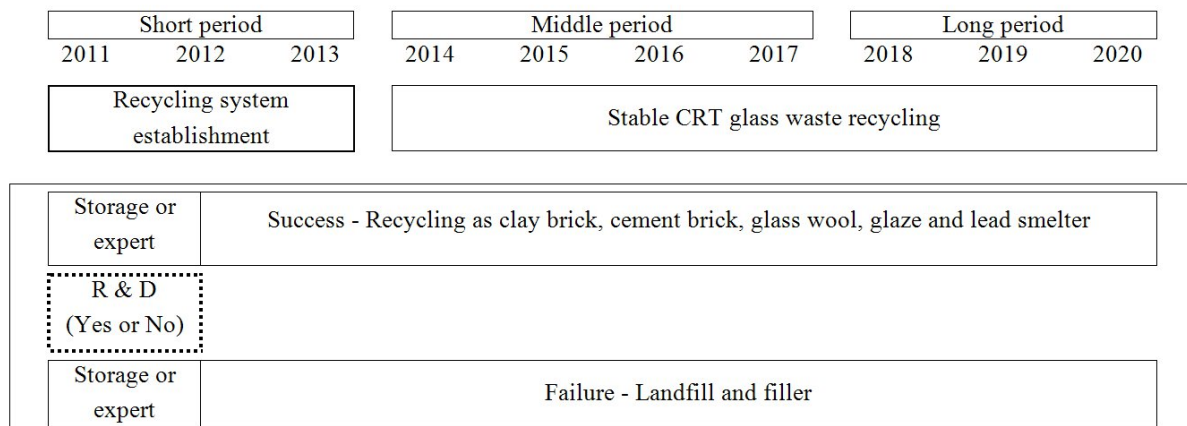 Short period Middle period Long period
2011 2012 2013 2014 2015 2016 2017 2018 2019 2020
Recycling system
establishment
Stable CRT glass waste recycling
Storage or
expert
Success - Recycling as clay brick, cement brick, glass wool, glaze and lead smelter
R & D
(Yes or No)
Storage or
expert
Failure - Landfill and filler